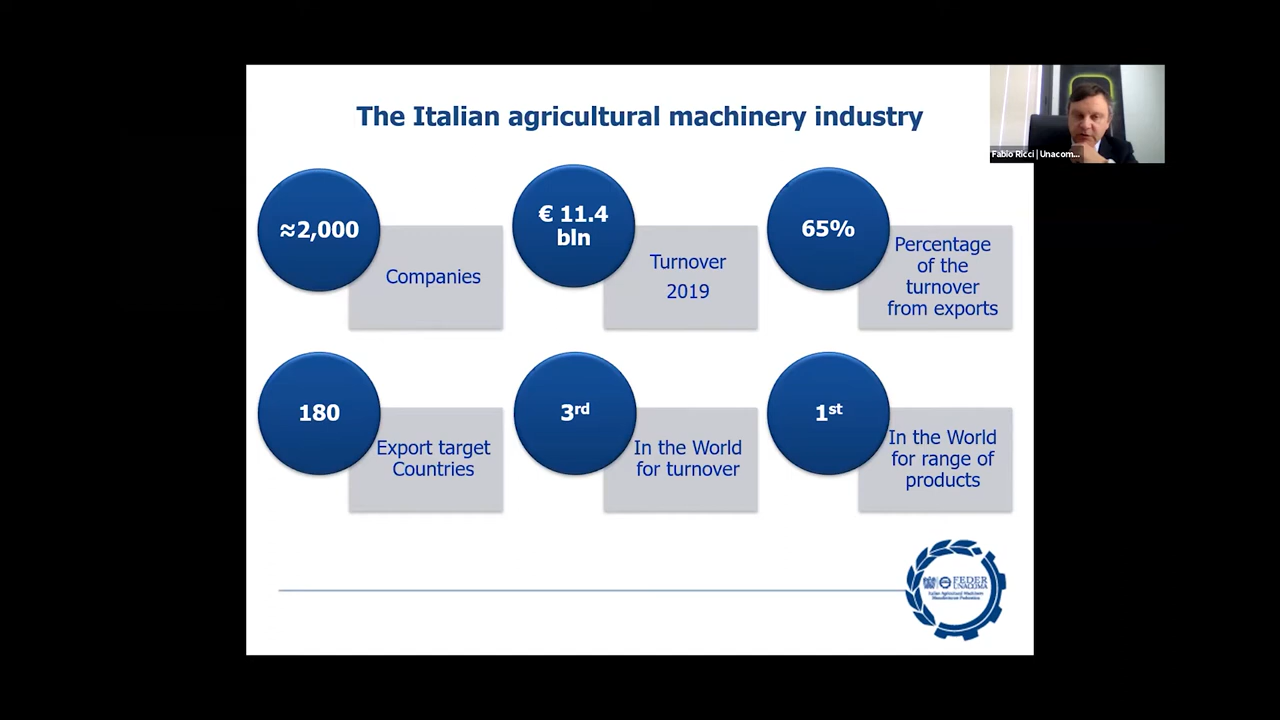 The Italian agricultural machinery industry
Fabio Ricci | Unacom...
≈2,000
Companies
€ 11.4
bln
Turnover
2019
65%
Percentage
of the
turnover
from exports
180
Export target
Countries
3rd
In the World
for turnover
1st
In the World
for range of
products
FEDER
UNACOMA
Italian Agricultural Machinery
Manufacturers Federation